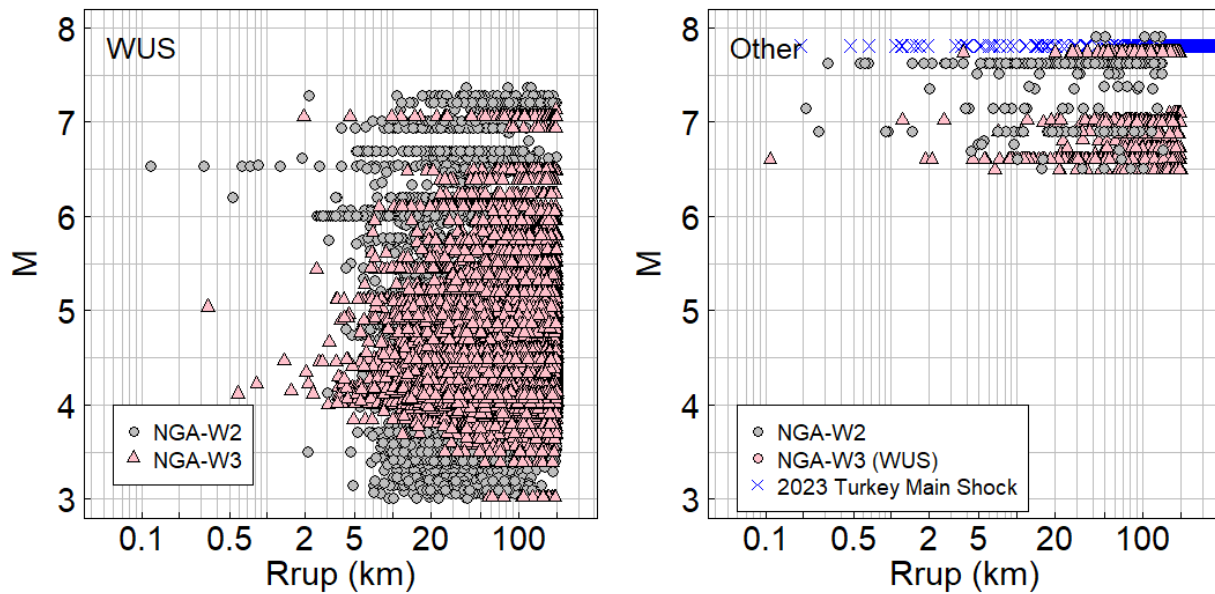 WUS
8
7
6
5
4
3
M
NGA-W2
NGA-W3
0.1 0.5 2 5 20 100
Rrup (km)
Other
8
7
6
5
4
3
M
NGA-W2
NGA-W3 (WUS)
2023 Turkey Main Shock
0.1 0.5 2 5 20 100
Rrup (km)